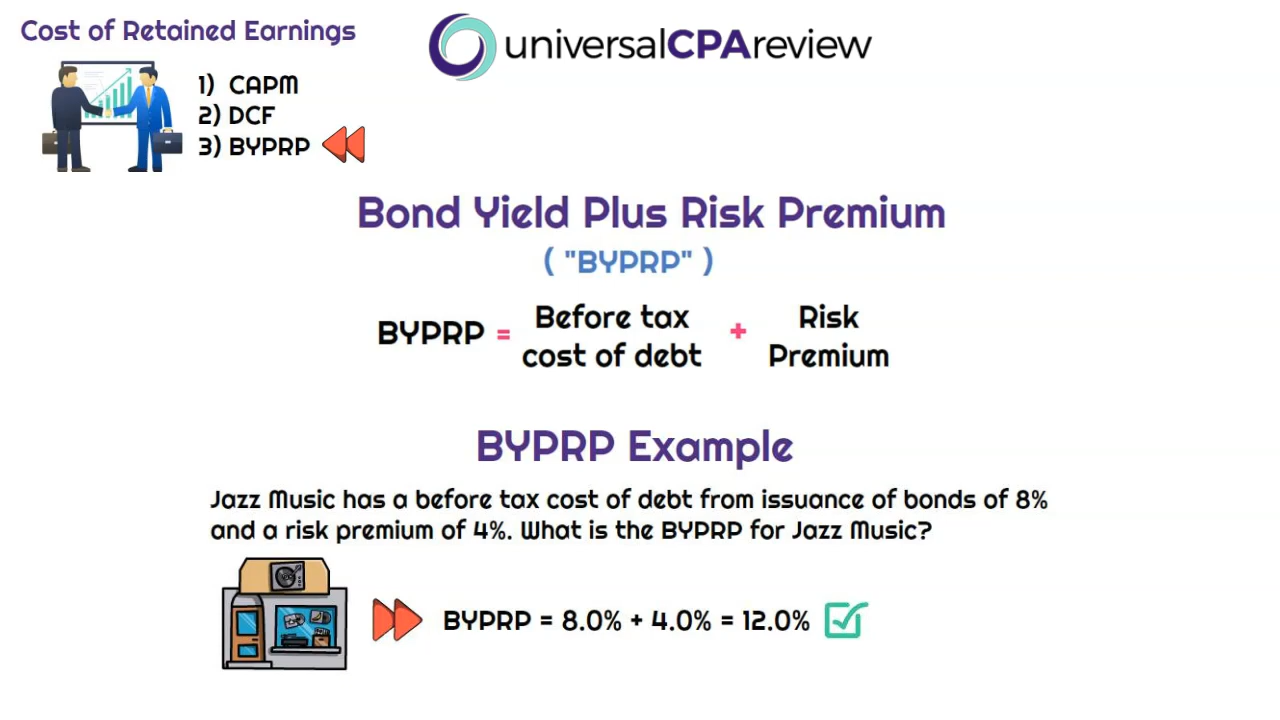 Cost of Retained Earnings
universalCPAreview
1) CAPM
2) DCF
3) BYPRP
Bond Yield Plus Risk Premium
( "BYPRP" )
BYPRP = Before tax cost of debt + Risk Premium
BYPRP Example
Jazz Music has a before tax cost of debt from issuance of bonds of 8%
and a risk premium of 4%. What is the BYPRP for Jazz Music?
BYPRP = 8.0% + 4.0% = 12.0%